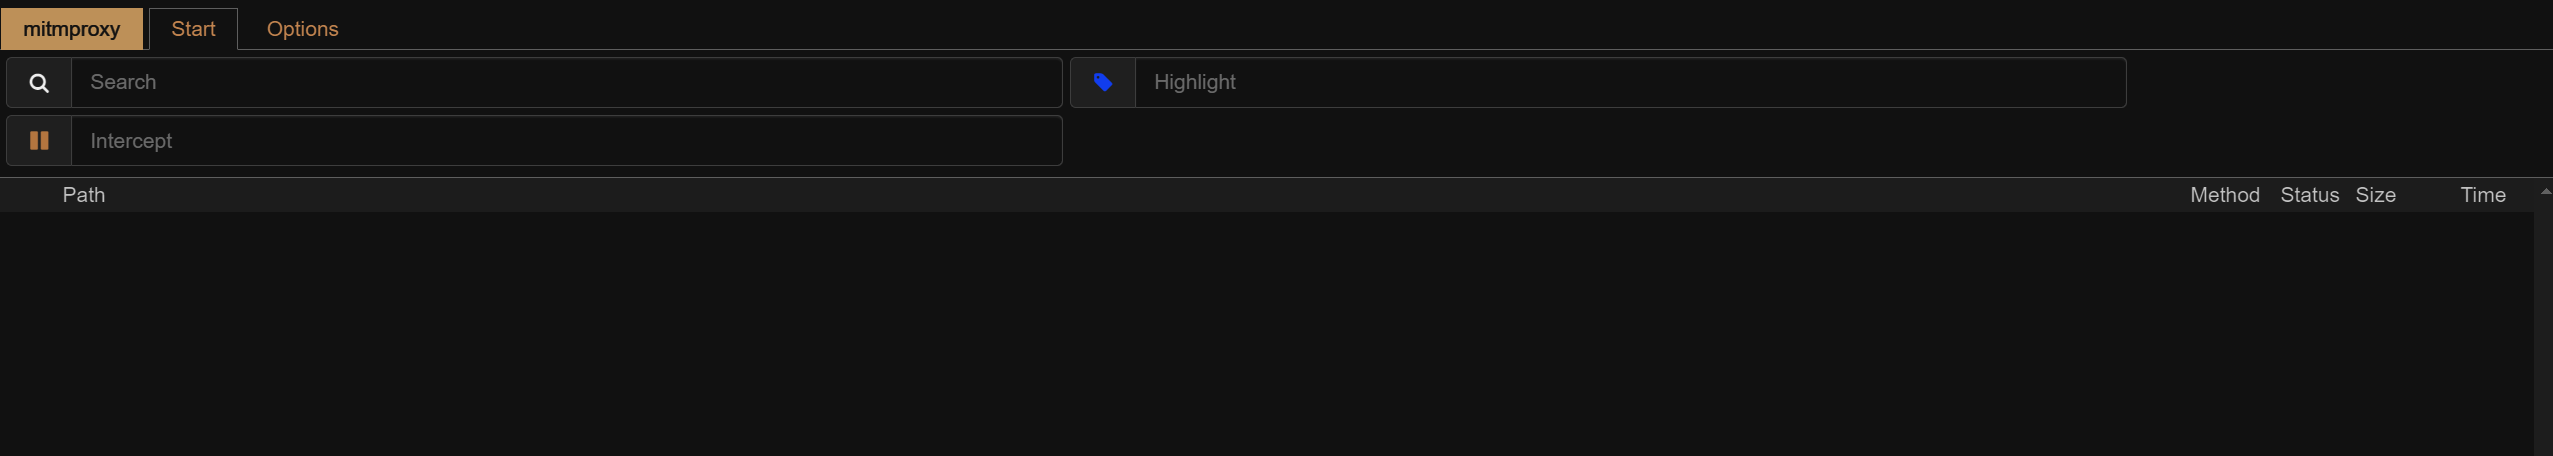 mitmproxy Start Options
Search Highlight
Intercept
Path Method Status Size Time